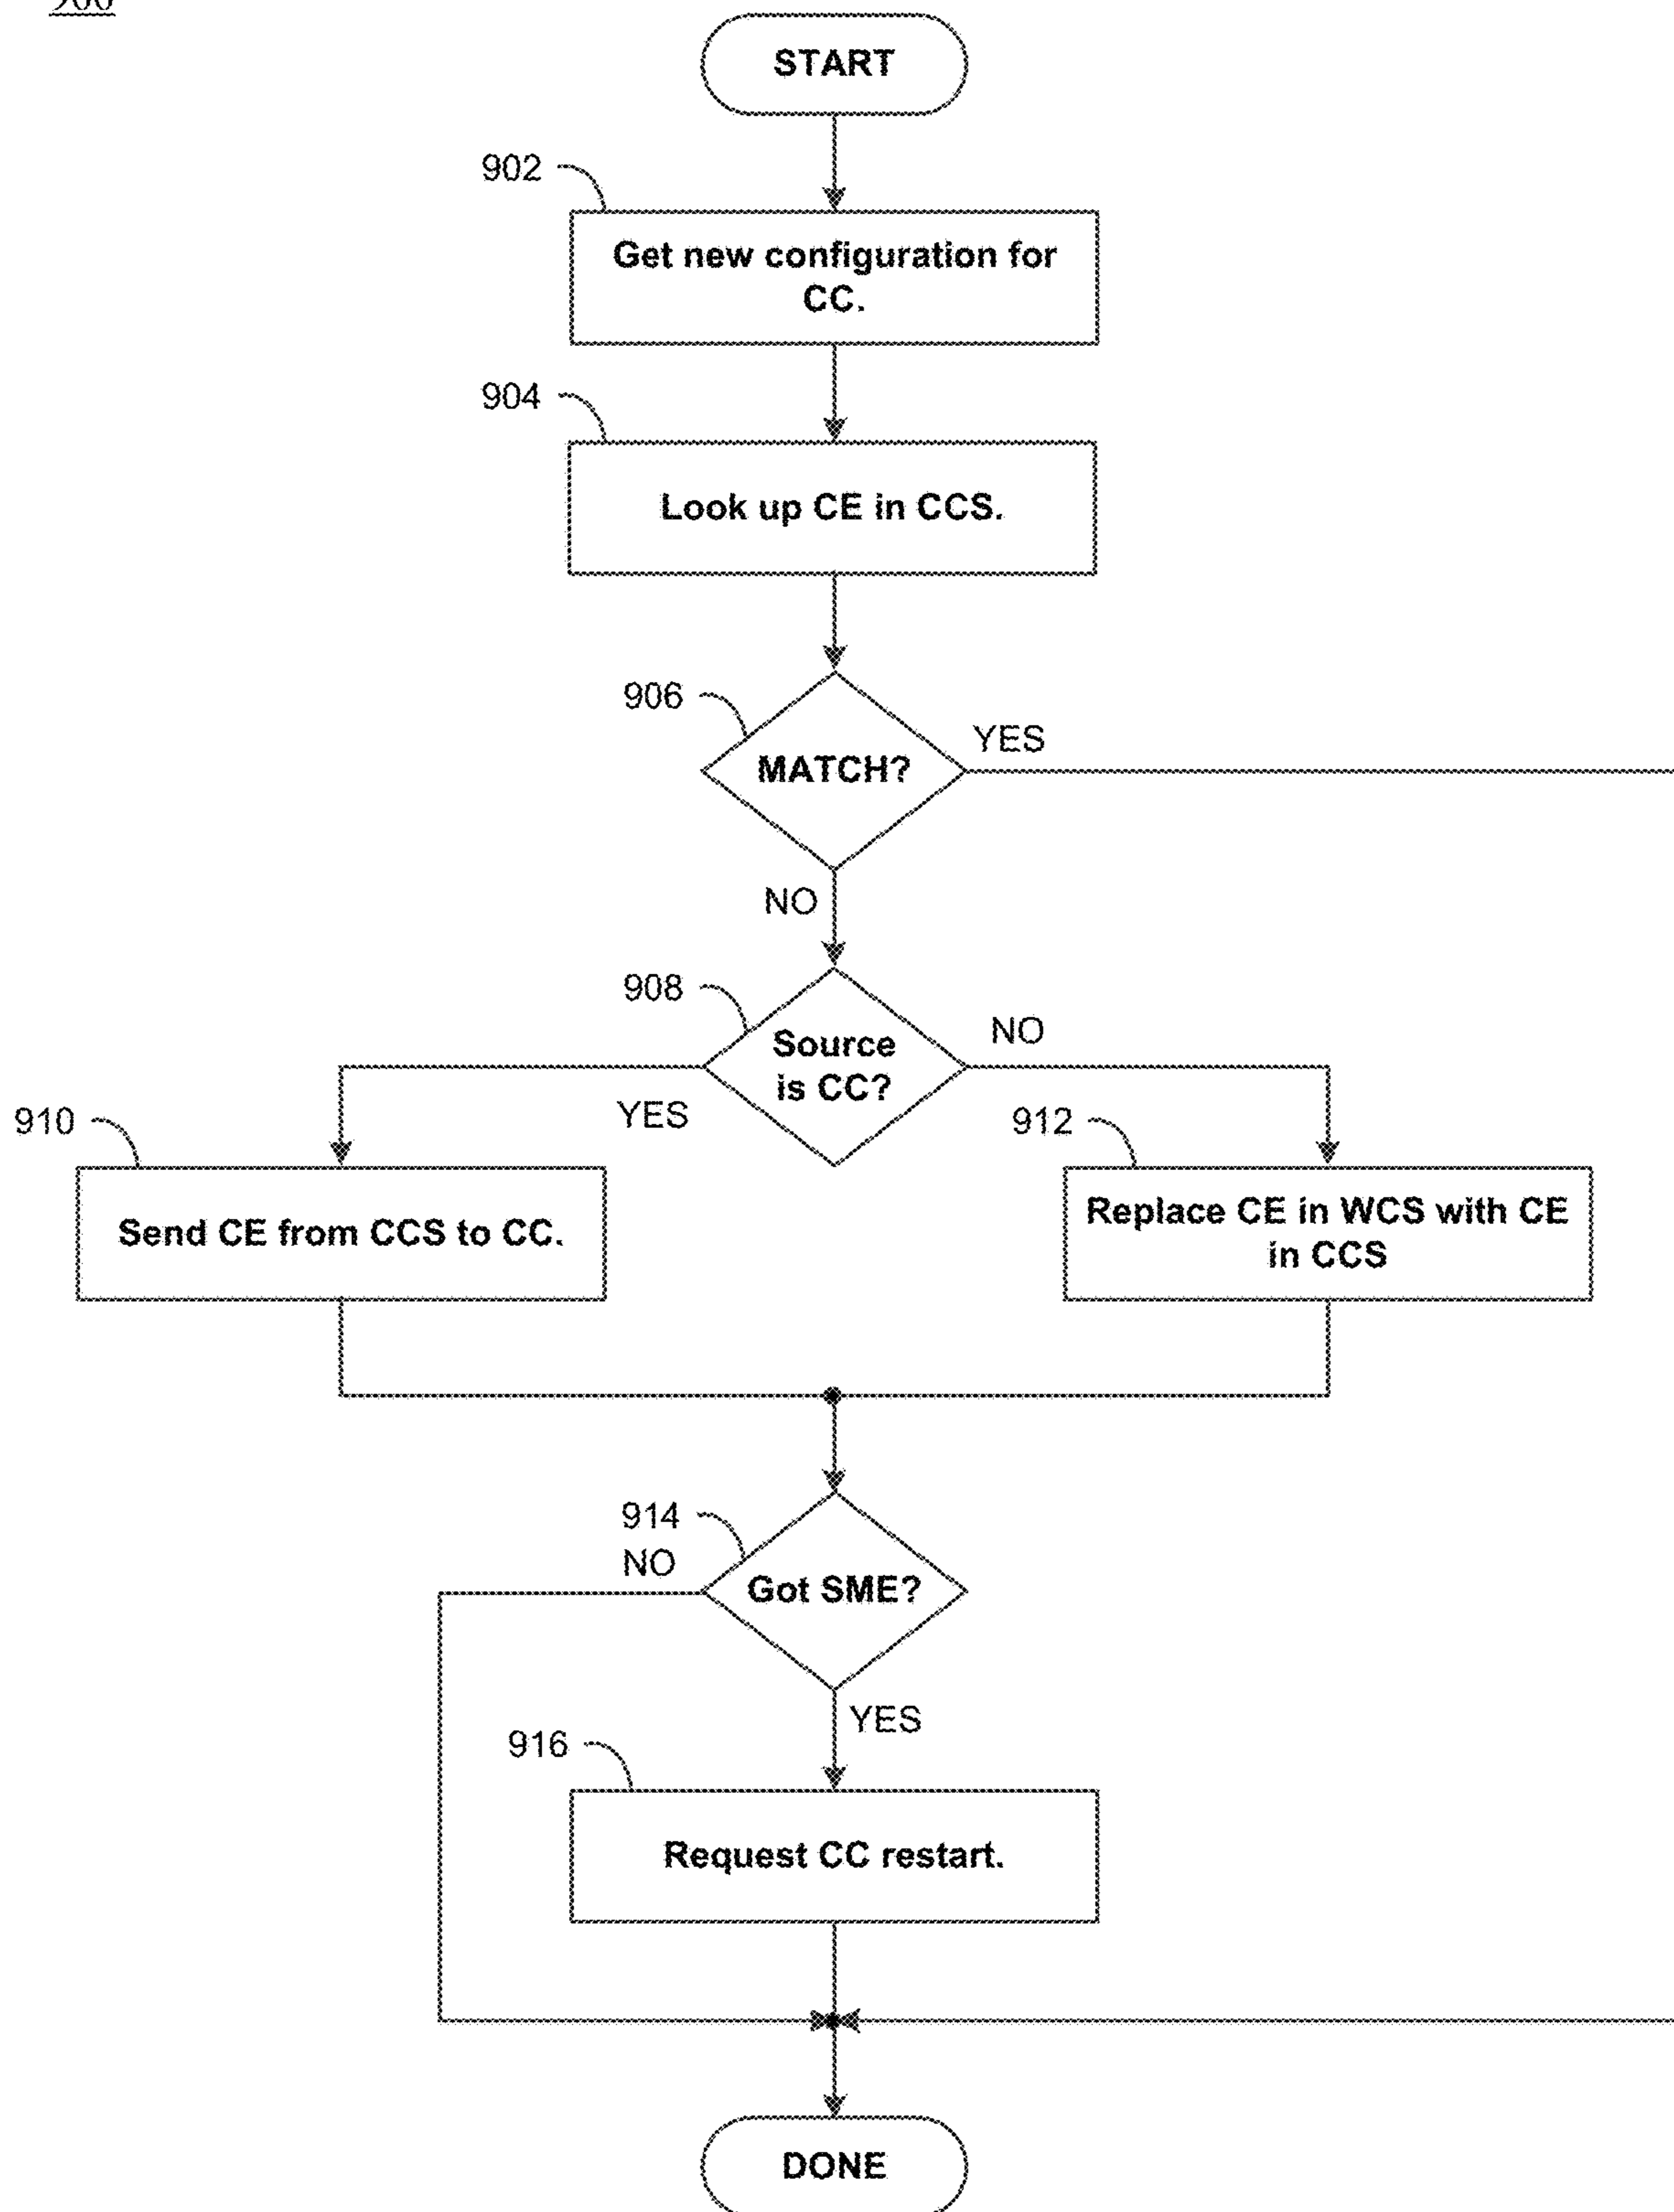 START
902
Get new configuration for
CC.
904
Look up CE in CCS.
906
YES
MATCH?
NO
908
NO
Source
is CC?
YES
910
912
Send CE from CCS to CC.
Replace CE in WCS with CE
in CCS
914
NO
Got SME?
YES
916
Request CC restart.
DONE